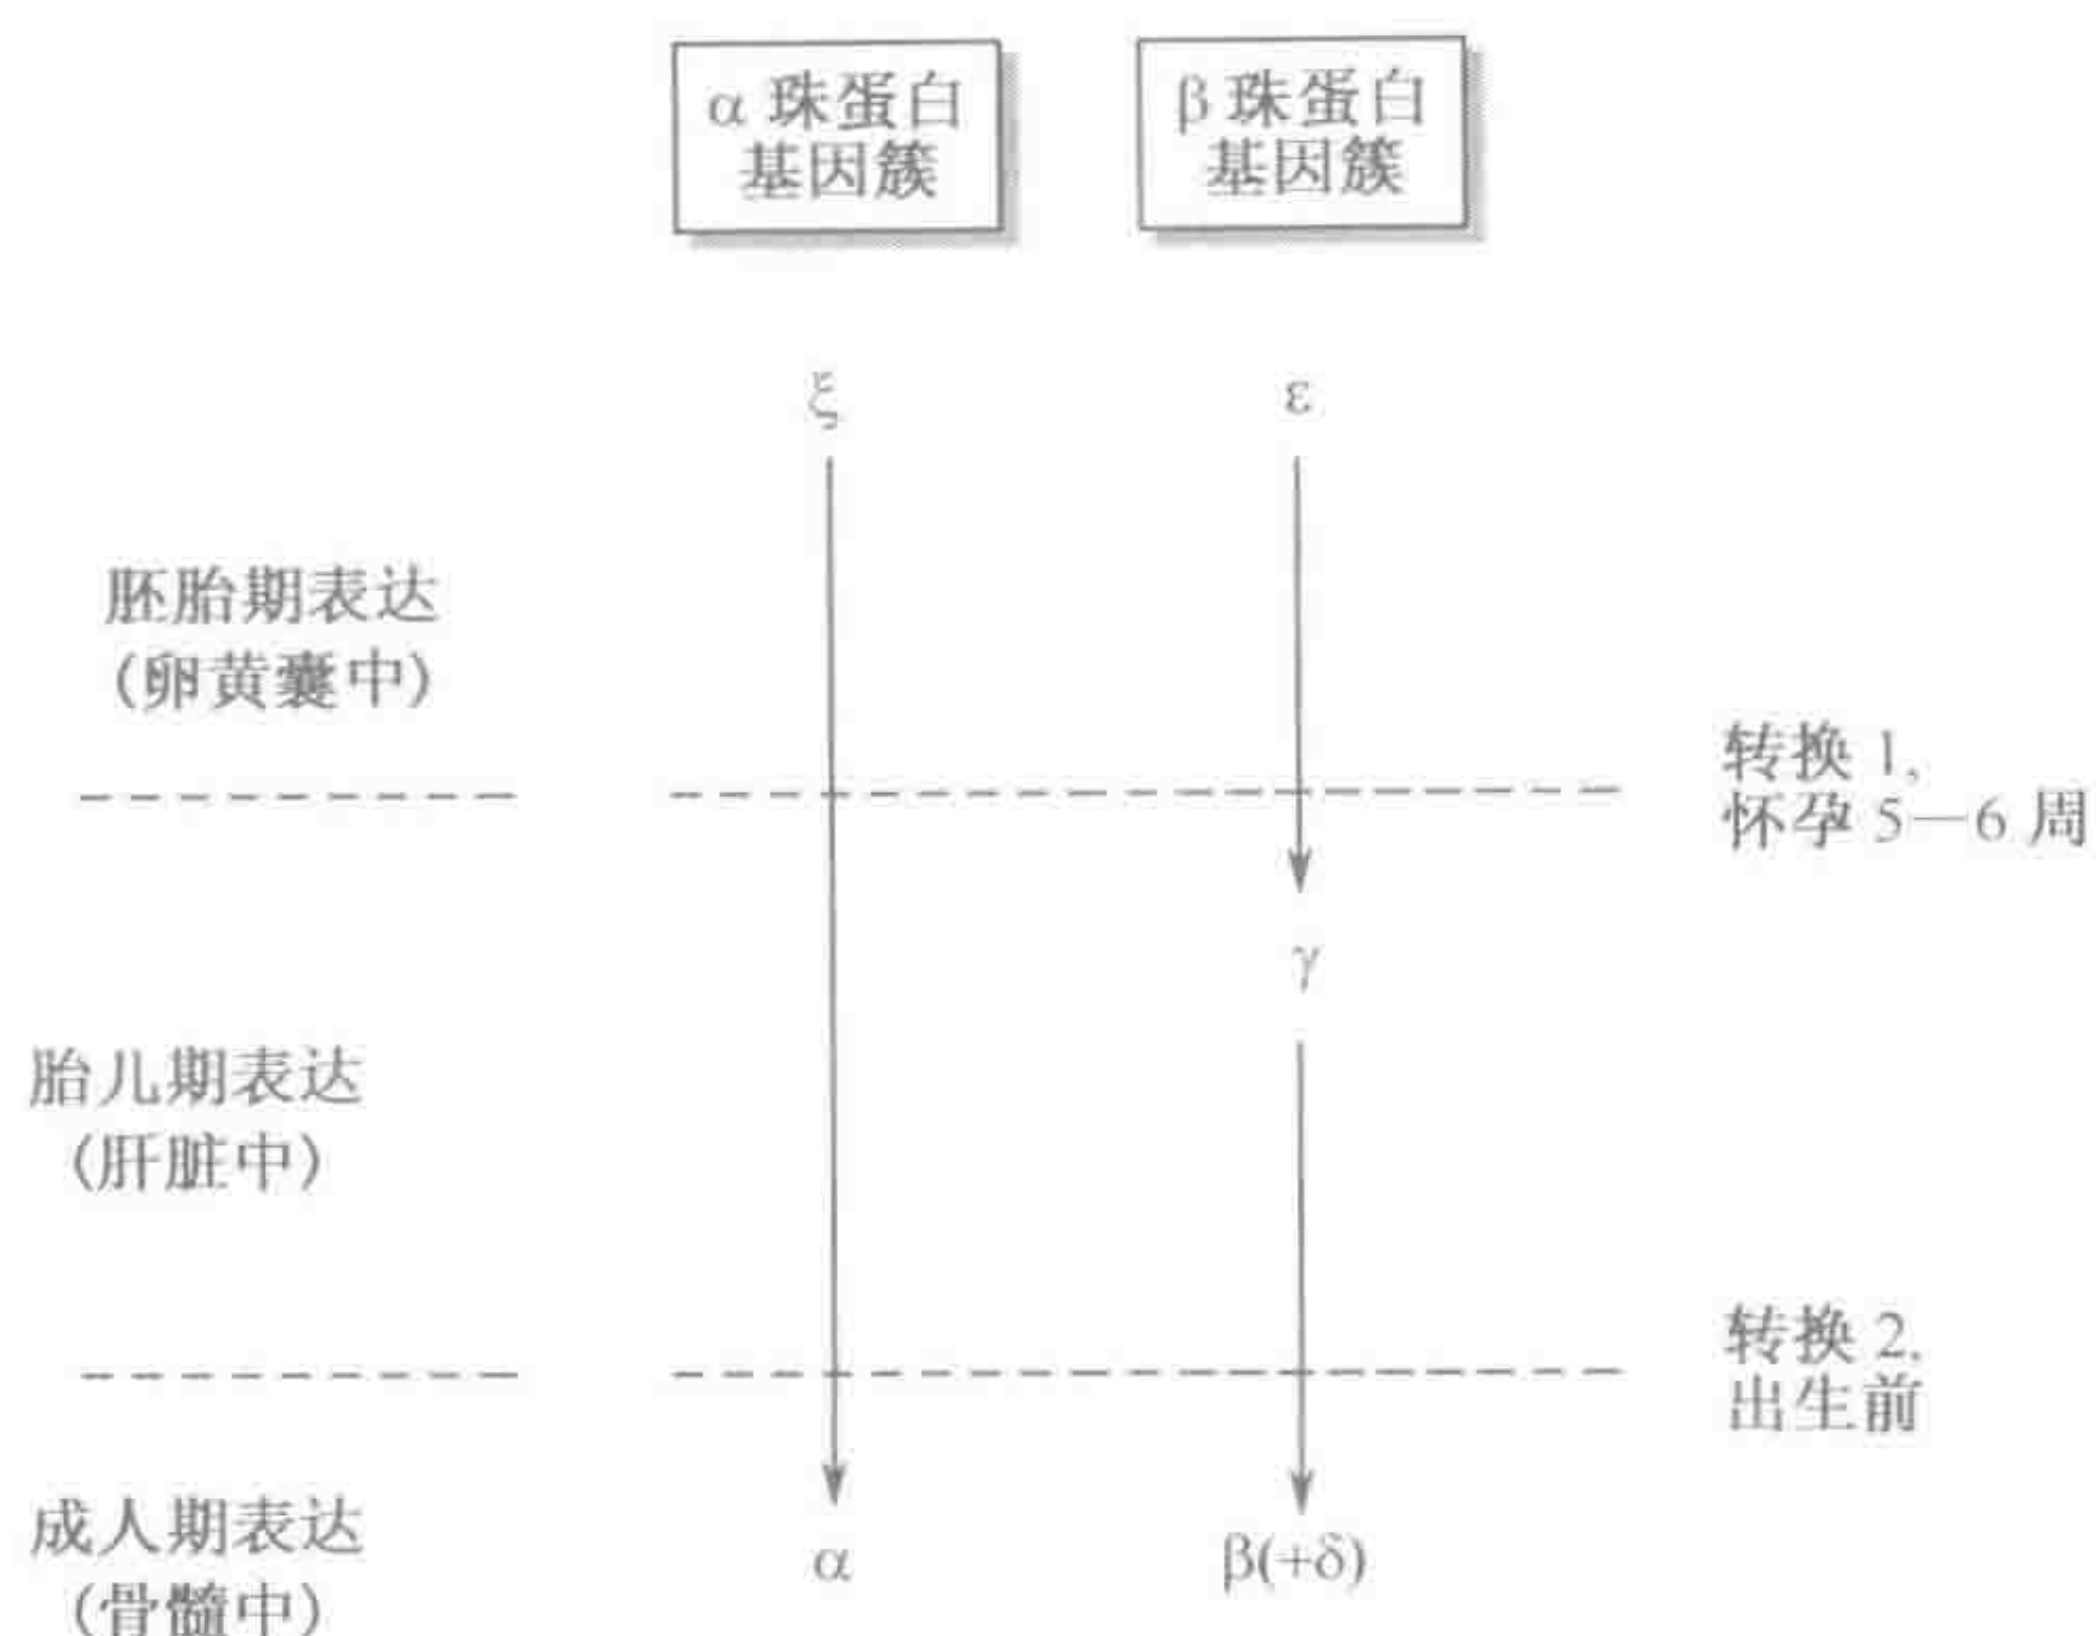 α 珠蛋白
基因簇
β 珠蛋白
基因簇
ξ
ε
胚胎期表达
(卵黄囊中)
转换 1,
怀孕 5—6 周
γ
胎儿期表达
(肝脏中)
转换 2,
出生前
成人期表达
(骨髓中)
α
β(+δ)